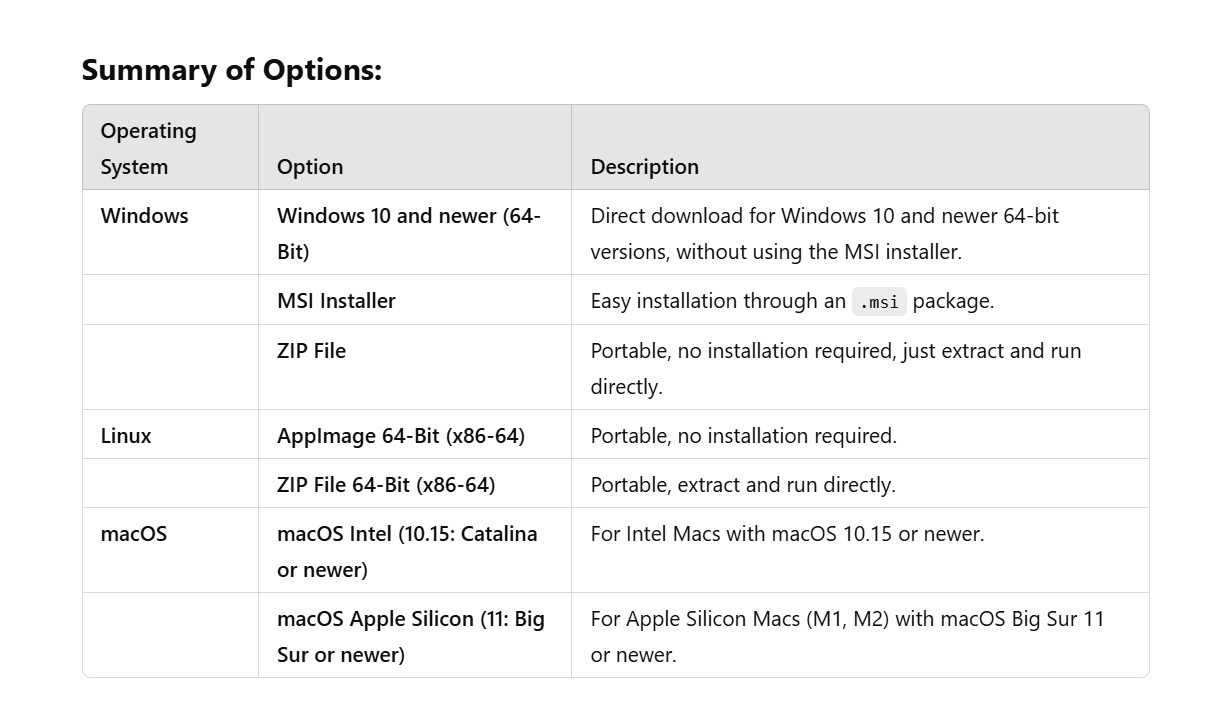 Summary of Options:
Operating
System
Option
Description
Windows
Windows 10 and newer (64-
Bit)
Direct download for Windows 10 and newer 64-bit
versions, without using the MSI installer.
MSI Installer
Easy installation through an .msi package.
ZIP File
Portable, no installation required, just extract and run
directly.
Linux
AppImage 64-Bit (x86-64)
Portable, no installation required.
ZIP File 64-Bit (x86-64)
Portable, extract and run directly.
macOS
macOS Intel (10.15: Catalina
or newer)
For Intel Macs with macOS 10.15 or newer.
macOS Apple Silicon (11: Big
Sur or newer)
For Apple Silicon Macs (M1, M2) with macOS Big Sur 11
or newer.